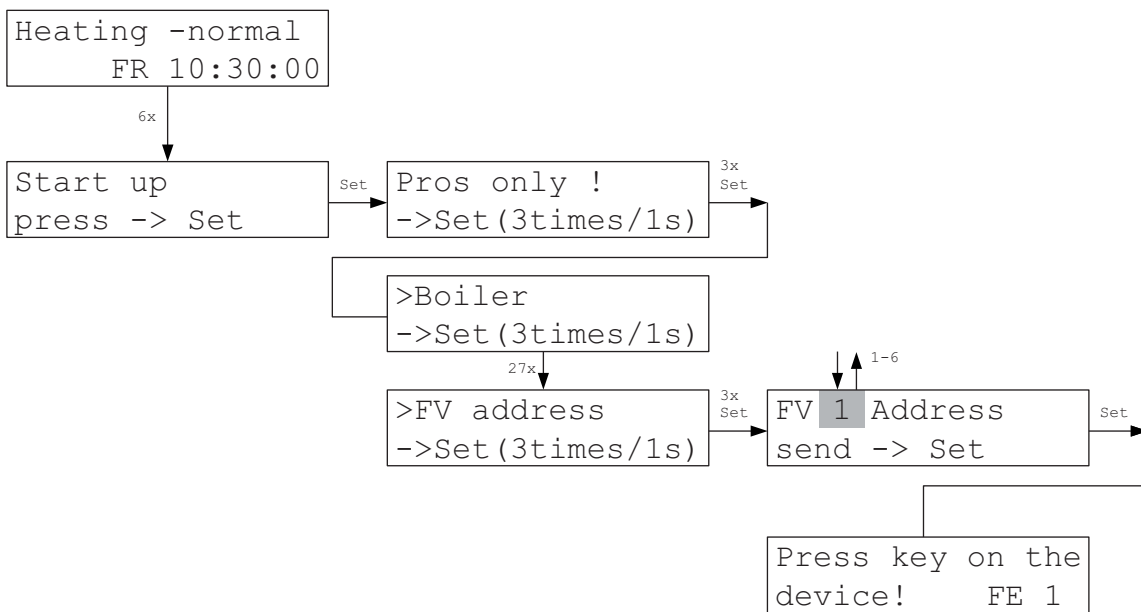 Heating -normal
FR 10:30:00
6x
Start up
press -> Set
Set
Pros only !
->Set(3times/1s)
3x
Set
>Boiler
->Set(3times/1s)
27x
>FV address
->Set(3times/1s)
3x
Set
1-6
FV 1 Address
send -> Set
Set
Press key on the
device! FE 1